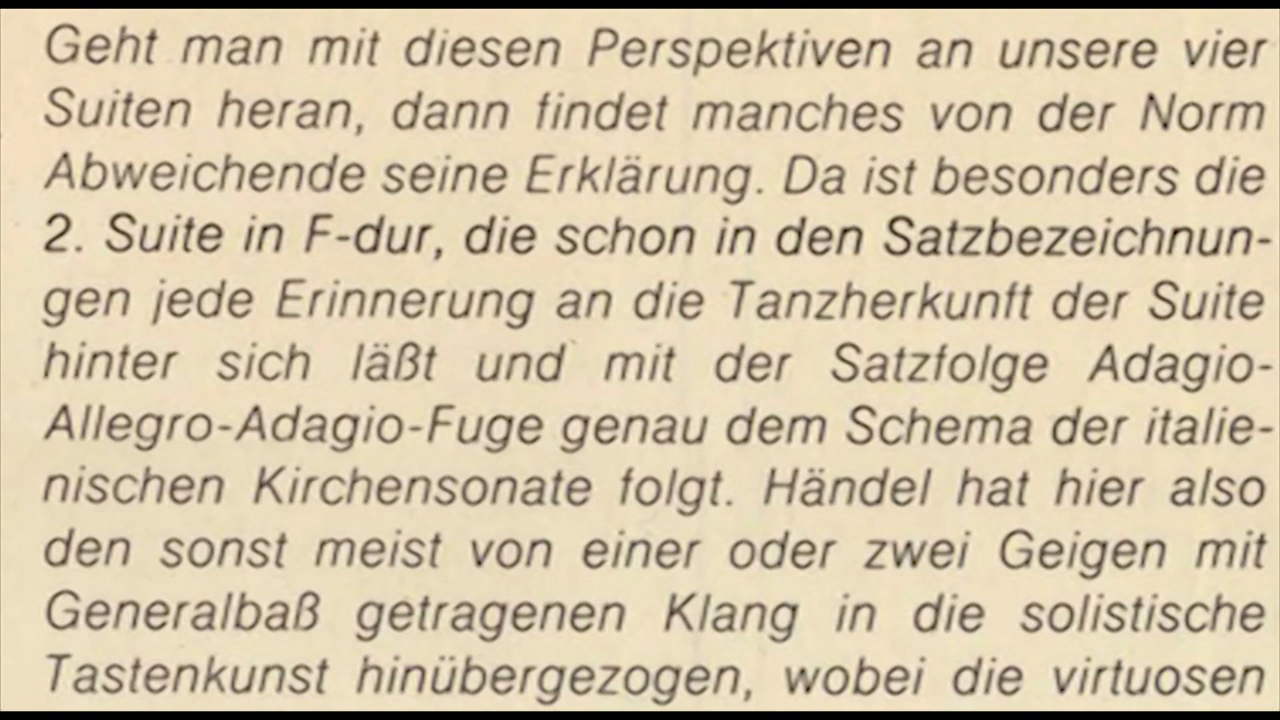 Geht man mit diesen Perspektiven an unsere vier
Suiten heran, dann findet manches von der Norm
Abweichende seine Erklärung. Da ist besonders die
2. Suite in F-dur, die schon in den Satzbezeichnun-
gen jede Erinnerung an die Tanzherkunft der Suite
hinter sich läßt und mit der Satzfolge Adagio-
Allegro-Adagio-Fuge genau dem Schema der italie-
nischen Kirchensonate folgt. Händel hat hier also
den sonst meist von einer oder zwei Geigen mit
Generalbaß getragenen Klang in die solistische
Tastenkunst hinübergezogen, wobei die virtuosen